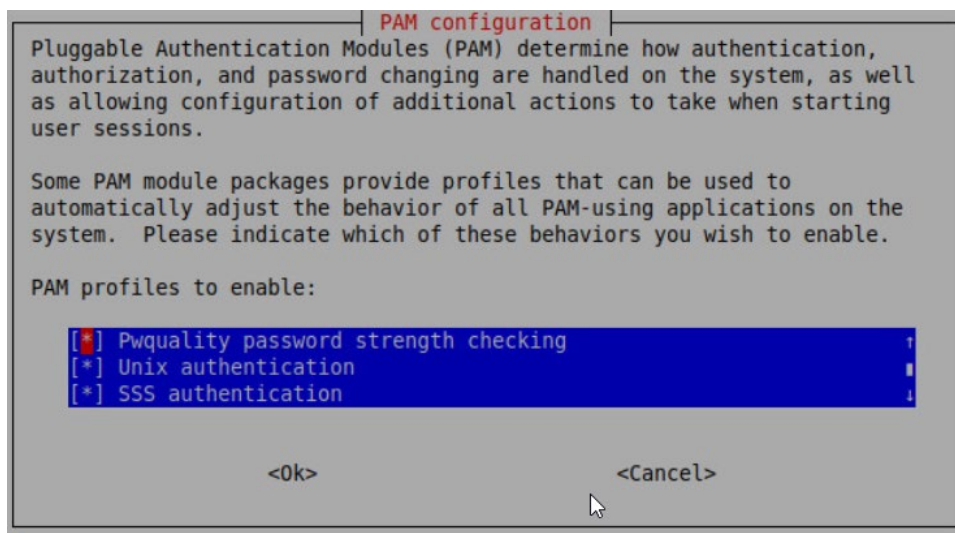 PAM configuration
Pluggable Authentication Modules (PAM) determine how authentication,
authorization, and password changing are handled on the system, as well
as allowing configuration of additional actions to take when starting
user sessions.
Some PAM module packages provide profiles that can be used to
automatically adjust the behavior of all PAM-using applications on the
system.  Please indicate which of these behaviors you wish to enable.
PAM profiles to enable:
[*] Pwquality password strength checking
[*] Unix authentication
[*] SSS authentication
<Ok> <Cancel>